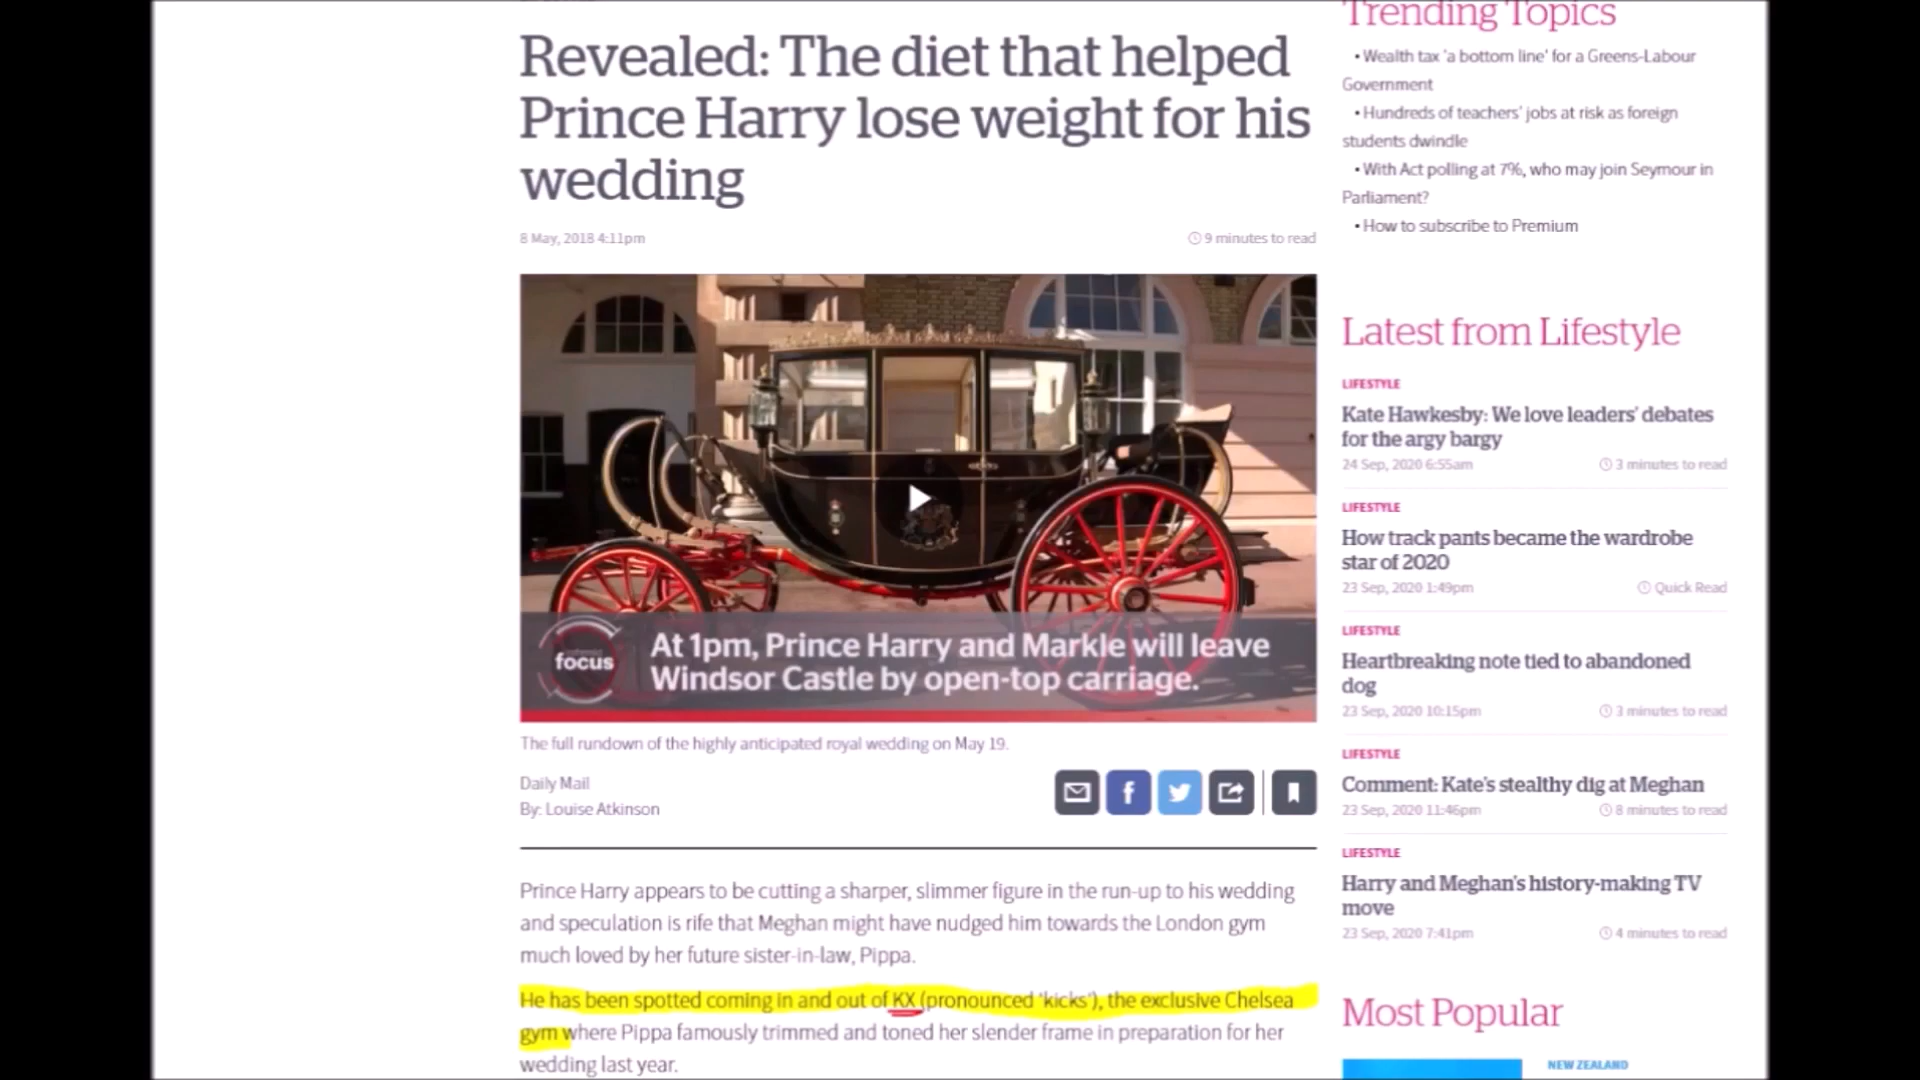 Revealed: The diet that helped
Prince Harry lose weight for his
wedding
8 May, 2018 4:11pm
9 minutes to read
focus
At 1pm, Prince Harry and Markle will leave
Windsor Castle by open-top carriage.
The full rundown of the highly anticipated royal wedding on May 19.
Daily Mail
By: Louise Atkinson
Prince Harry appears to be cutting a sharper, slimmer figure in the run-up to his wedding
and speculation is rife that Meghan might have nudged him towards the London gym
much loved by her future sister-in-law, Pippa.
He has been spotted coming in and out of KX (pronounced 'kicks'), the exclusive Chelsea
gym where Pippa famously trimmed and toned her slender frame in preparation for her
wedding last year.
Trending Topics
• Wealth tax 'a bottom line' for a Greens-Labour
Government
• Hundreds of teachers' jobs at risk as foreign
students dwindle
• With Act polling at 7%, who may join Seymour in
Parliament?
• How to subscribe to Premium
Latest from Lifestyle
LIFESTYLE
Kate Hawkesby: We love leaders' debates
for the argy bargy
24 Sep, 2020 6:55am
3 minutes to read
LIFESTYLE
How track pants became the wardrobe
star of 2020
23 Sep, 2020 1:49pm
Quick Read
LIFESTYLE
Heartbreaking note tied to abandoned
dog
23 Sep, 2020 10:15pm
3 minutes to read
LIFESTYLE
Comment: Kate's stealthy dig at Meghan
23 Sep, 2020 11:46pm
8 minutes to read
LIFESTYLE
Harry and Meghan's history-making TV
move
23 Sep, 2020 7:41pm
4 minutes to read
Most Popular
NEW ZEALAND